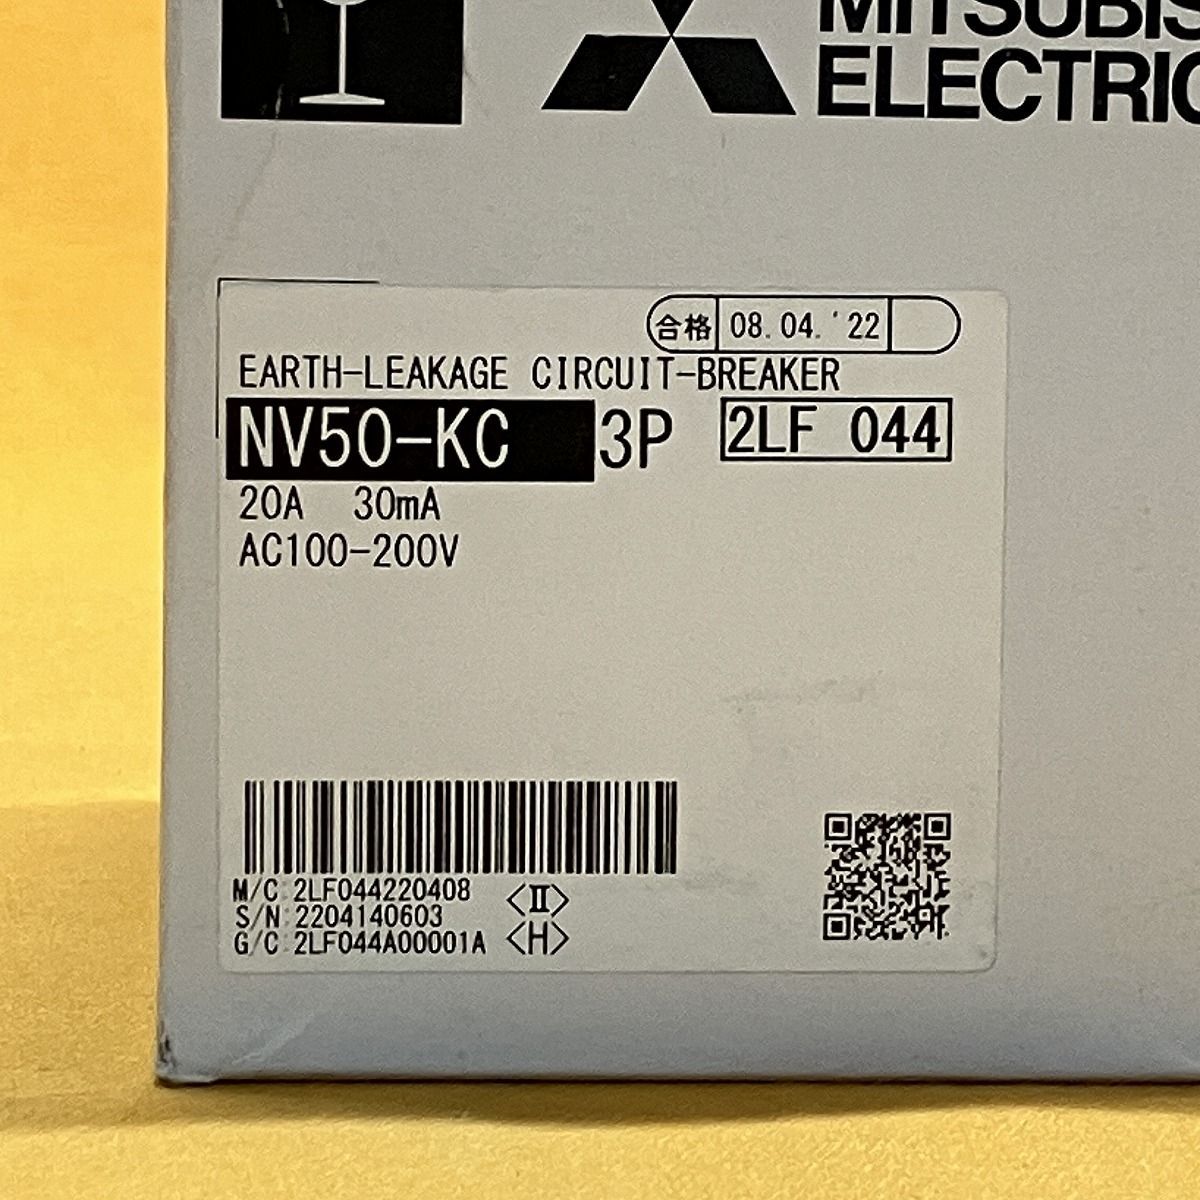 MITSUBIS
ELECTRIC
合格 08.04.'22
EARTH-LEAKAGE CIRCUIT-BREAKER
NV50-KC 3P 2LF 044
20A 30mA
AC100-200V
M/C:2LF044220408 <Ⅱ>
S/N:2204140603
G/C:2LF044A00001A <H>